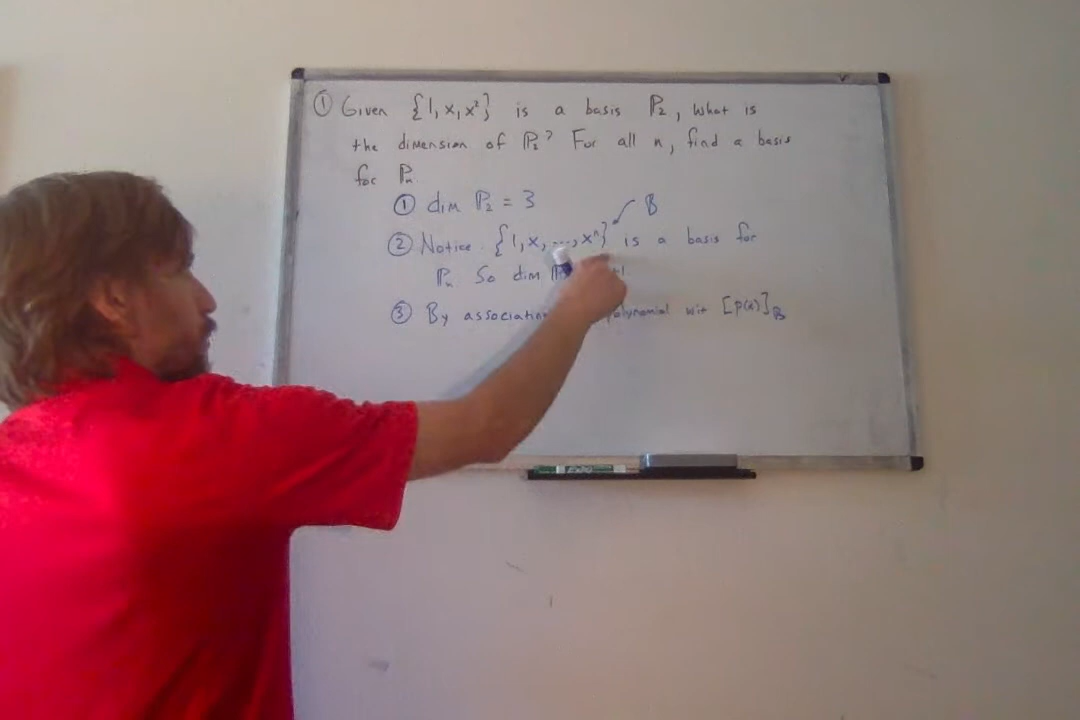 ① Given {1, x, x²} is a basis ℙ₂, what is
the dimension of ℙ₂? For all n, find a basis
for ℙₙ.
① dim ℙ₂ = 3
B
② Notice {1, x, ..., xⁿ} is a basis for
ℙₙ. So dim
③ By association polynomial wit [p(x)]_B
EXPO